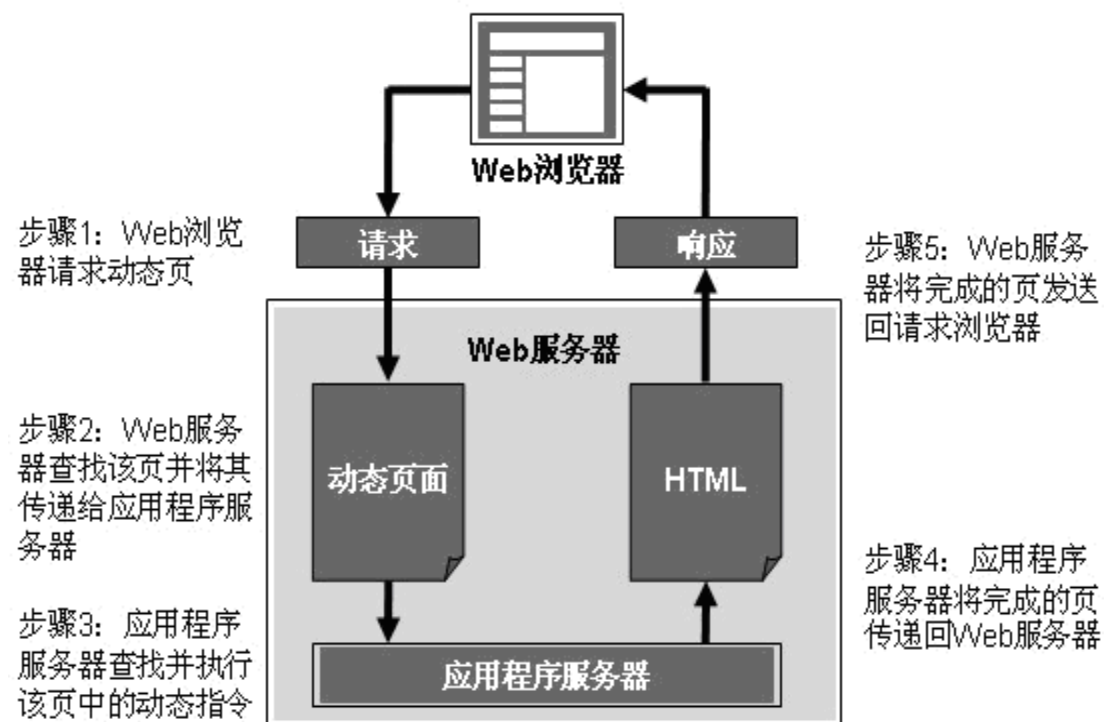 Web浏览器
请求
响应
步骤1：Web浏览
器请求动态页
步骤5：Web服务
器将完成的页发送
回请求浏览器
Web服务器
步骤2：Web服务
器查找该页并将其
传递给应用程序服
务器
动态页面
HTML
步骤3：应用程序
服务器查找并执行
该页中的动态指令
步骤4：应用程序
服务器将完成的页
传递回Web服务器
应用程序服务器